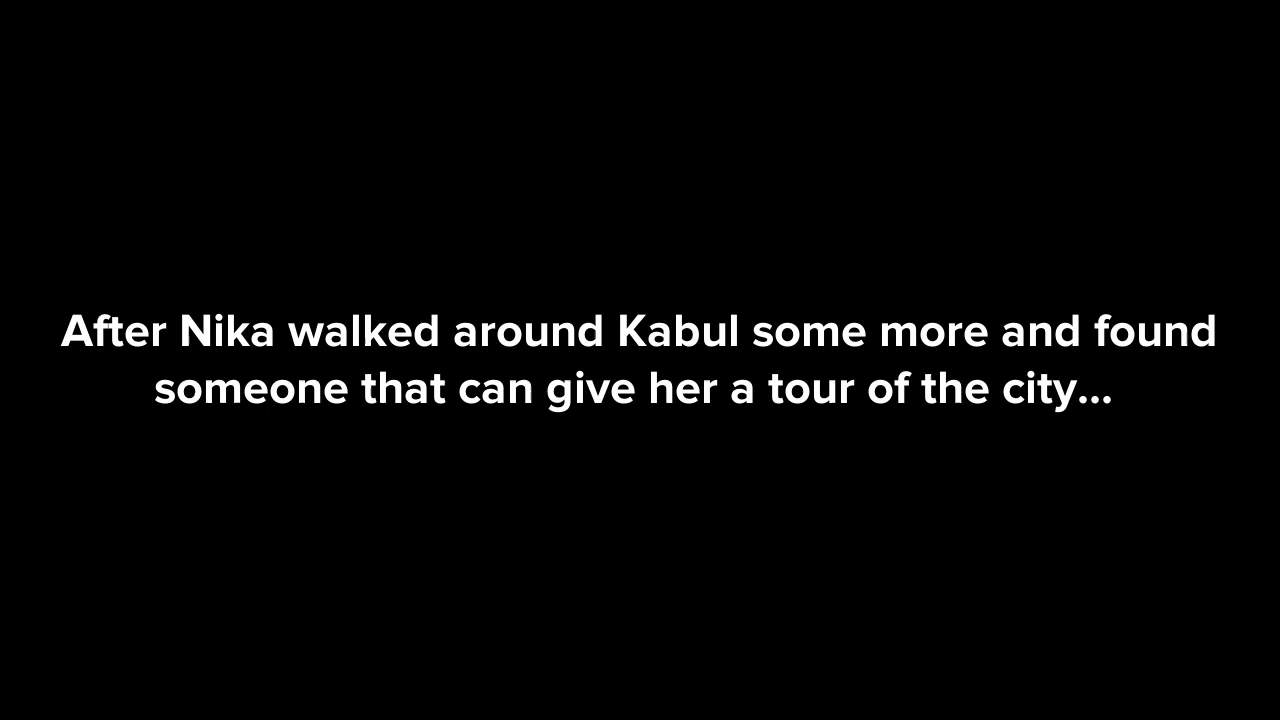 After Nika walked around Kabul some more and found
someone that can give her a tour of the city...